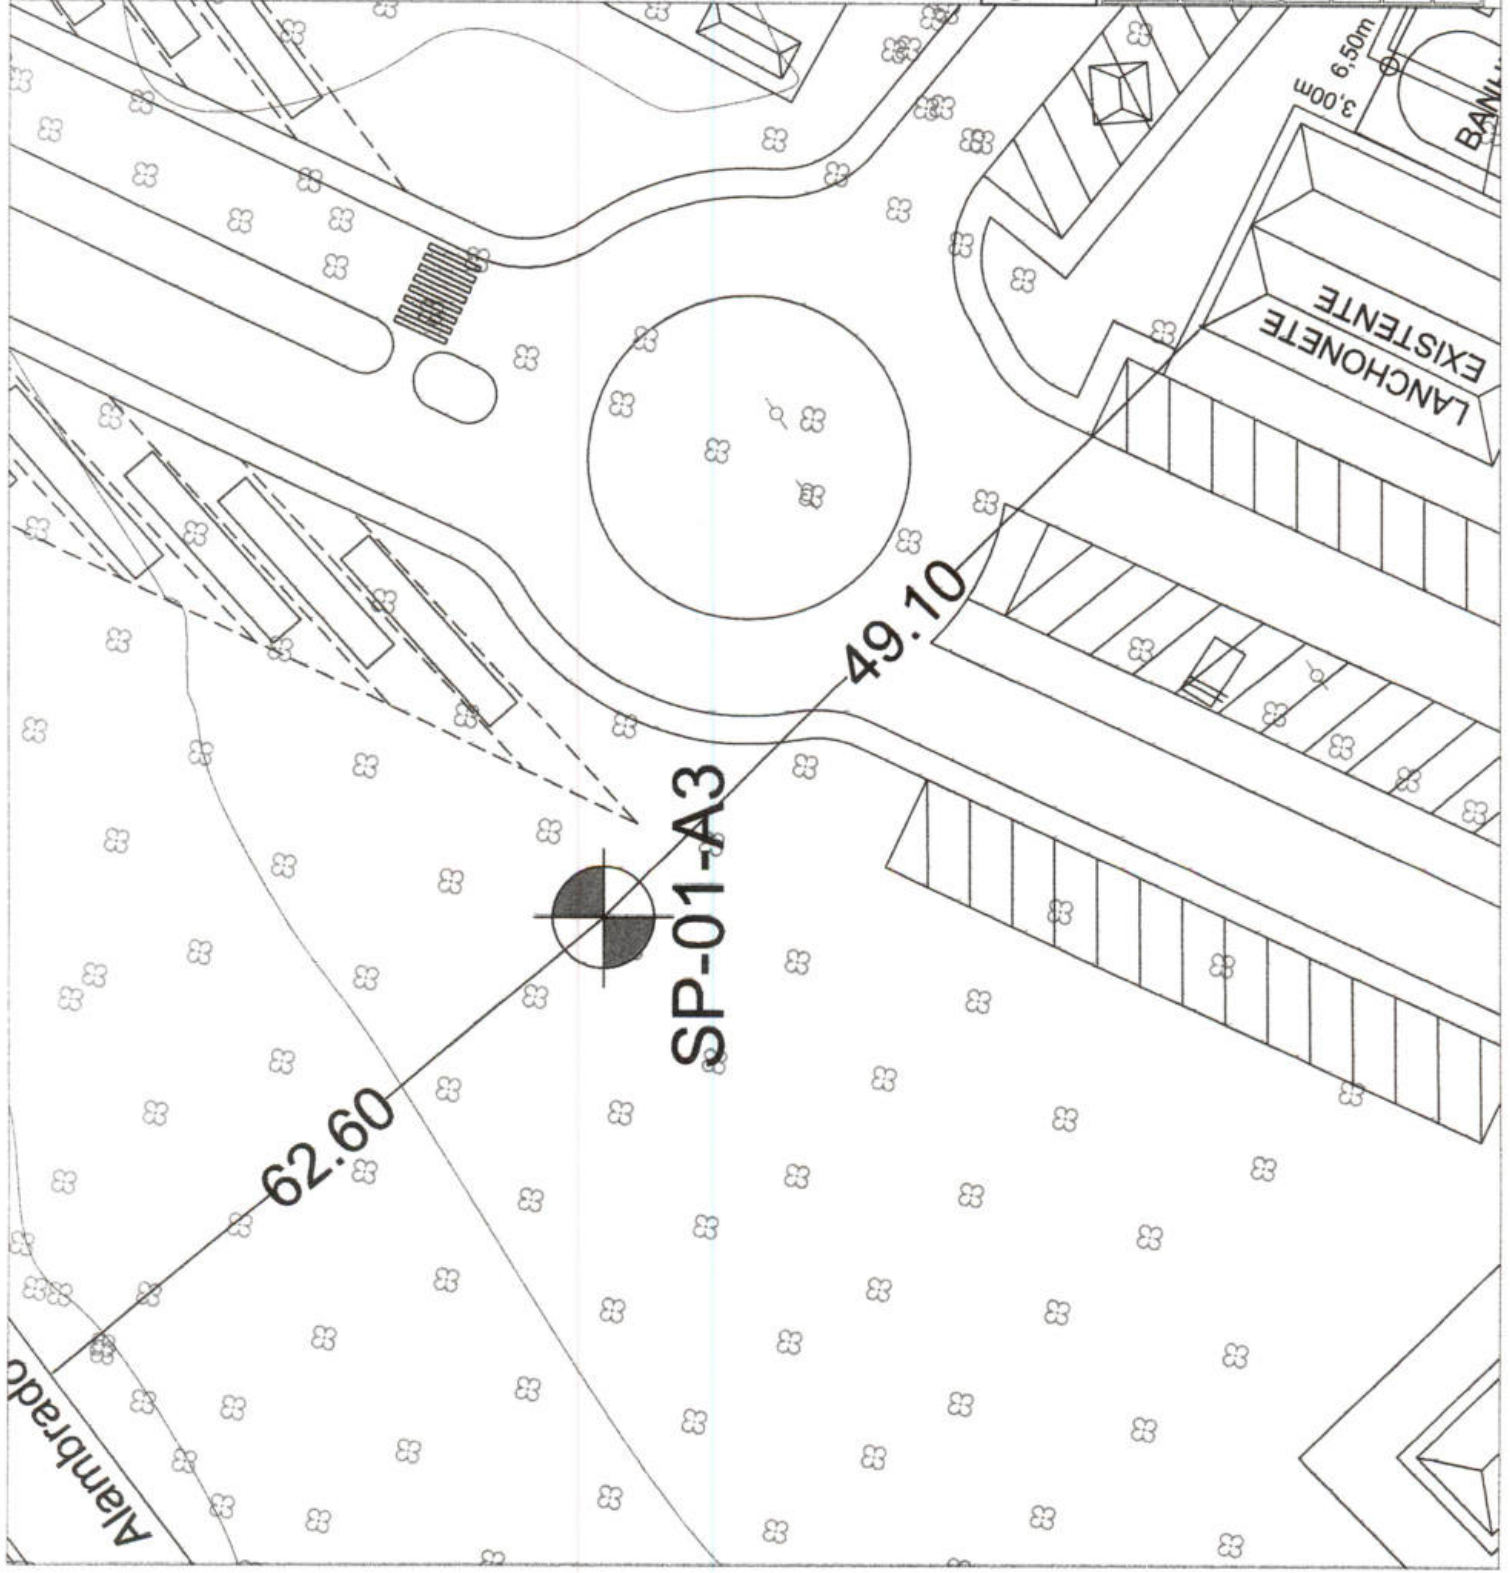 6,50m
3,00m
LANCHONETE
EXISTENTE
49.10
SP-01-A3
62.60
Alambrado